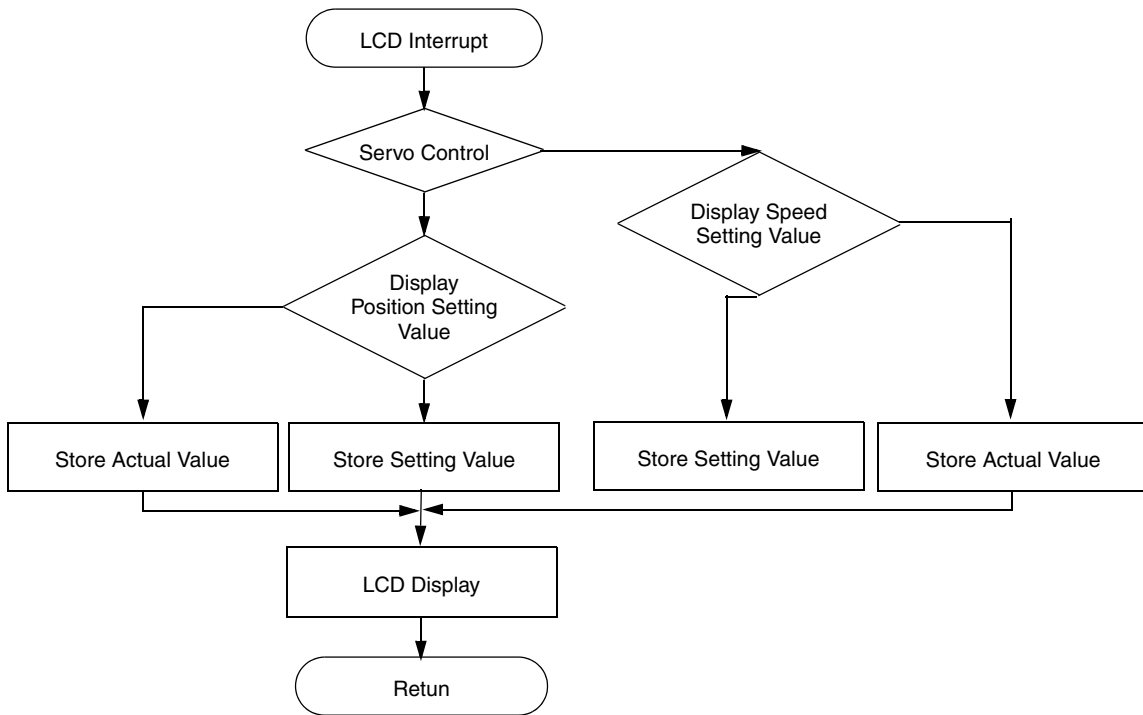 LCD Interrupt
Servo Control
Display Speed
Setting Value
Display
Position Setting
Value
Store Actual Value
Store Setting Value
Store Setting Value
Store Actual Value
LCD Display
Retun